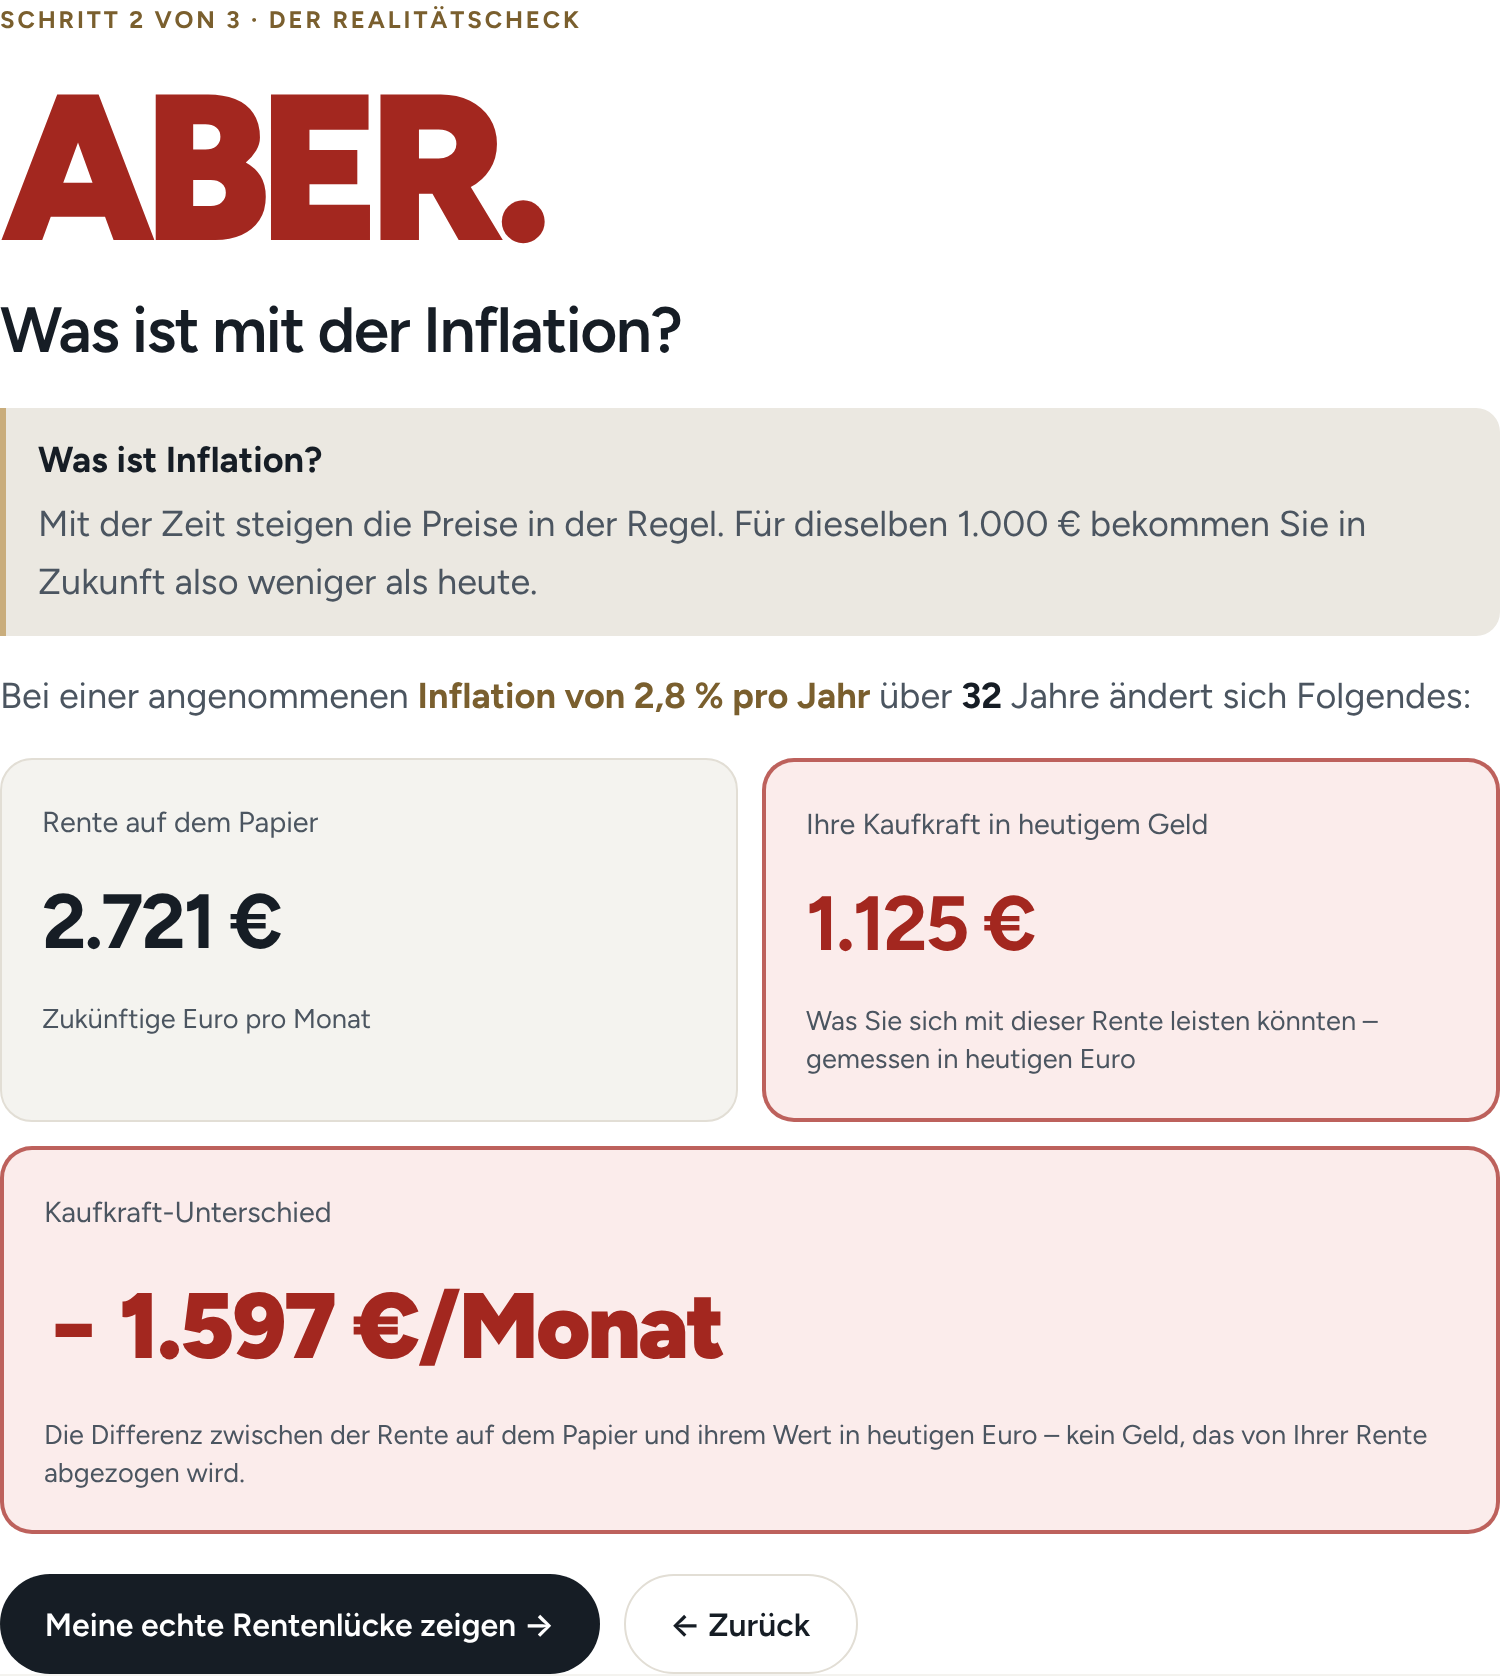 SCHRITT 2 VON 3 · DER REALITÄTSCHECK
ABER.
Was ist mit der Inflation?
Was ist Inflation?
Mit der Zeit steigen die Preise in der Regel. Für dieselben 1.000 € bekommen Sie in
Zukunft also weniger als heute.
Bei einer angenommenen Inflation von 2,8 % pro Jahr über 32 Jahre ändert sich Folgendes:
Rente auf dem Papier
2.721 €
Zukünftige Euro pro Monat
Ihre Kaufkraft in heutigem Geld
1.125 €
Was Sie sich mit dieser Rente leisten könnten –
gemessen in heutigen Euro
Kaufkraft-Unterschied
− 1.597 €/Monat
Die Differenz zwischen der Rente auf dem Papier und ihrem Wert in heutigen Euro – kein Geld, das von Ihrer Rente
abgezogen wird.
Meine echte Rentenlücke zeigen →
← Zurück